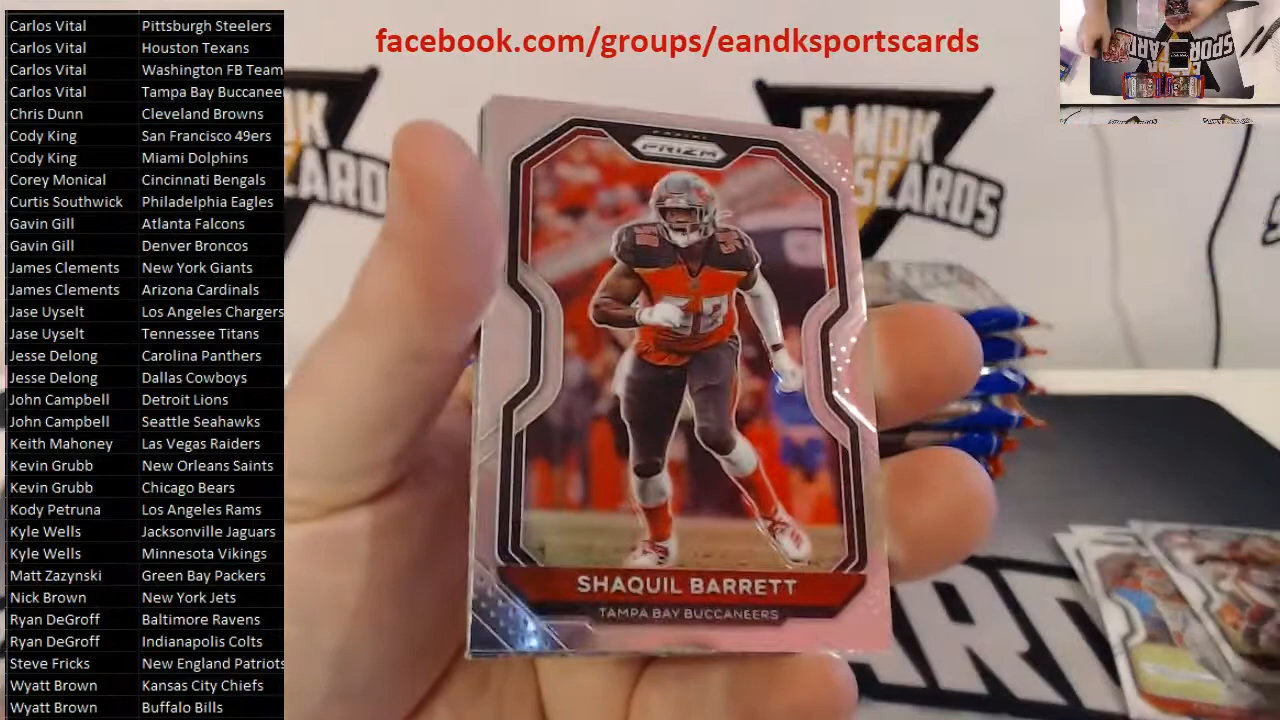 Carlos Vital Pittsburgh Steelers
Carlos Vital Houston Texans
Carlos Vital Washington FB Team
Carlos Vital Tampa Bay Buccanee
Chris Dunn Cleveland Browns
Cody King San Francisco 49ers
Cody King Miami Dolphins
Corey Monical Cincinnati Bengals
Curtis Southwick Philadelphia Eagles
Gavin Gill Atlanta Falcons
Gavin Gill Denver Broncos
James Clements New York Giants
James Clements Arizona Cardinals
Jase Uyselt Los Angeles Chargers
Jase Uyselt Tennessee Titans
Jesse Delong Carolina Panthers
Jesse Delong Dallas Cowboys
John Campbell Detroit Lions
John Campbell Seattle Seahawks
Keith Mahoney Las Vegas Raiders
Kevin Grubb New Orleans Saints
Kevin Grubb Chicago Bears
Kody Petruna Los Angeles Rams
Kyle Wells Jacksonville Jaguars
Kyle Wells Minnesota Vikings
Matt Zazynski Green Bay Packers
Nick Brown New York Jets
Ryan DeGroff Baltimore Ravens
Ryan DeGroff Indianapolis Colts
Steve Fricks New England Patriots
Wyatt Brown Kansas City Chiefs
Wyatt Brown Buffalo Bills
facebook.com/groups/eandksportscards
PANINI
PRIZM
SHAQUIL BARRETT
TAMPA BAY BUCCANEERS
EANDK
SCARDS